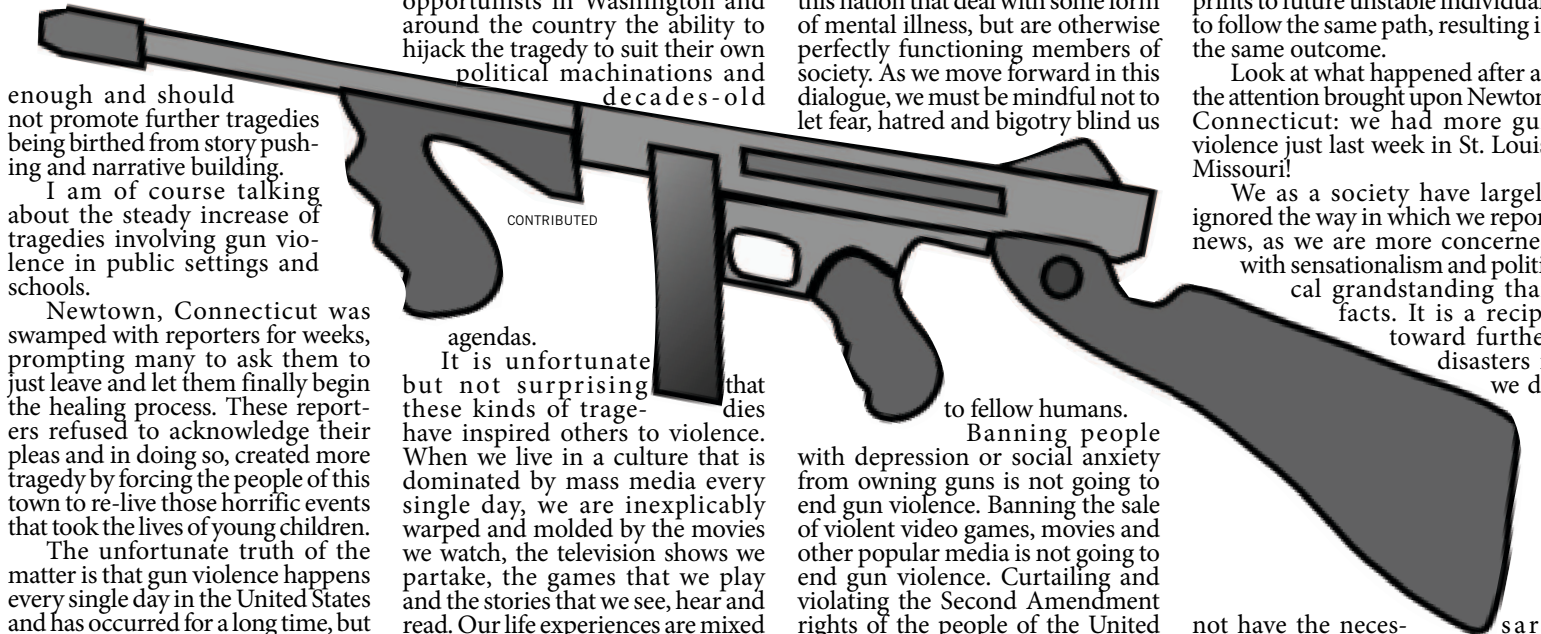 enough and should
not promote further tragedies
being birthed from story push-
ing and narrative building.
I am of course talking
about the steady increase of
tragedies involving gun vio-
lence in public settings and
schools.
Newtown, Connecticut was
swamped with reporters for weeks,
prompting many to ask them to
just leave and let them finally begin
the healing process. These report-
ers refused to acknowledge their
pleas and in doing so, created more
tragedy by forcing the people of this
town to re-live those horrific events
that took the lives of young children.
The unfortunate truth of the
matter is that gun violence happens
every single day in the United States
and has occurred for a long time, but
opportunists in Washington and
around the country the ability to
hijack the tragedy to suit their own
political machinations and
decades-old
CONTRIBUTED
agendas.
It is unfortunate
but not surprising that
these kinds of trage- dies
have inspired others to violence.
When we live in a culture that is
dominated by mass media every
single day, we are inexplicably
warped and molded by the movies
we watch, the television shows we
partake, the games that we play
and the stories that we see, hear and
read. Our life experiences are mixed
this nation that deal with some form
of mental illness, but are otherwise
perfectly functioning members of
society. As we move forward in this
dialogue, we must be mindful not to
let fear, hatred and bigotry blind us
to fellow humans.
Banning people
with depression or social anxiety
from owning guns is not going to
end gun violence. Banning the sale
of violent video games, movies and
other popular media is not going to
end gun violence. Curtailing and
violating the Second Amendment
rights of the people of the United
prints to future unstable
to follow the same path, resulting
the same outcome.
Look at what happened after
the attention brought upon
Connecticut: we had more
violence just last week in St.
Missouri!
We as a society have
ignored the way in which we
news, as we are more
with sensationalism and
cal grandstanding
facts. It is a
toward
disasters
we
not have the neces-